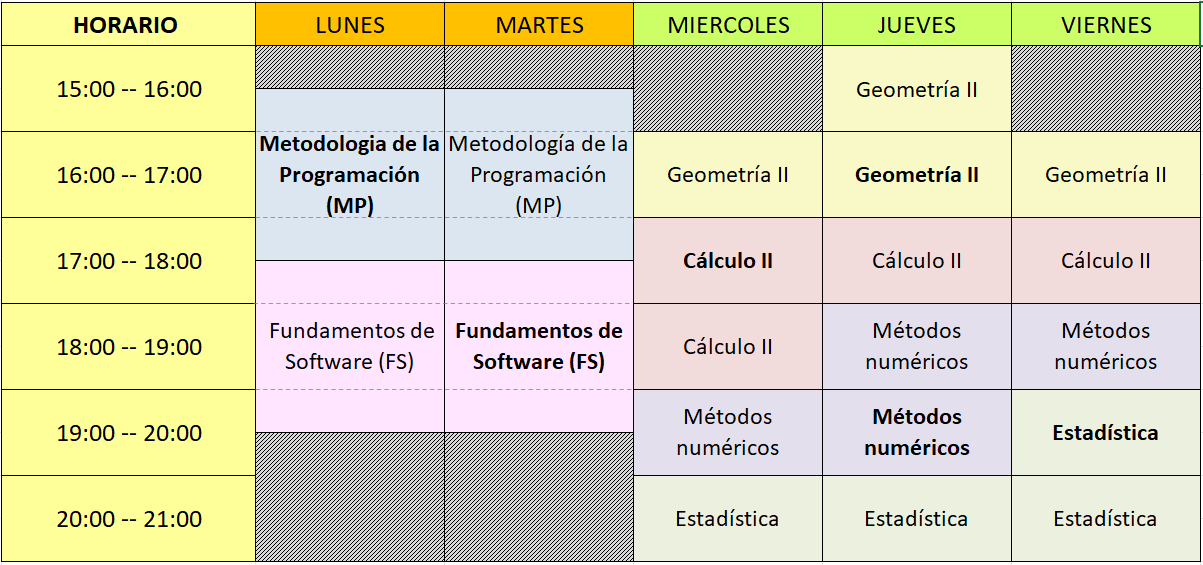 HORARIO LUNES MARTES MIERCOLES JUEVES VIERNES
15:00 -- 16:00
Geometría II
16:00 -- 17:00
Metodologia de la
Programación
(MP)
Metodología de la
Programación
(MP)
Geometría II
Geometría II
Geometría II
17:00 -- 18:00
Cálculo II
Cálculo II
Cálculo II
18:00 -- 19:00
Fundamentos de
Software (FS)
Fundamentos de
Software (FS)
Cálculo II
Métodos
numéricos
Métodos
numéricos
19:00 -- 20:00
Métodos
numéricos
Métodos
numéricos
Estadística
20:00 -- 21:00
Estadística
Estadística
Estadística